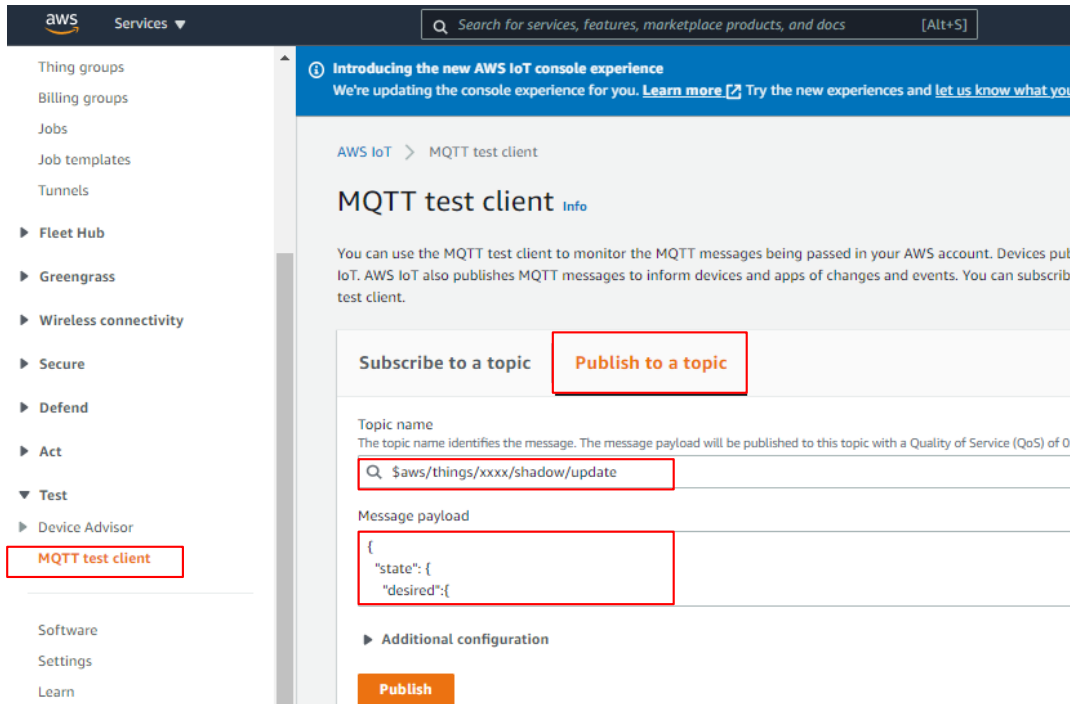 aws
Services
Search for services, features, marketplace products, and docs
[Alt+S]
Thing groups
Billing groups
Jobs
Job templates
Tunnels
Fleet Hub
Greengrass
Wireless connectivity
Secure
Defend
Act
Test
Device Advisor
MQTT test client
Software
Settings
Learn
Introducing the new AWS IoT console experience
We're updating the console experience for you. Learn more Try the new experiences and let us know what you
AWS IoT > MQTT test client
MQTT test client Info
You can use the MQTT test client to monitor the MQTT messages being passed in your AWS account. Devices pub
IoT. AWS IoT also publishes MQTT messages to inform devices and apps of changes and events. You can subscrib
test client.
Subscribe to a topic
Publish to a topic
Topic name
The topic name identifies the message. The message payload will be published to this topic with a Quality of Service (QoS) of 0
$aws/things/xxxx/shadow/update
Message payload
{
"state": {
"desired":{
Additional configuration
Publish